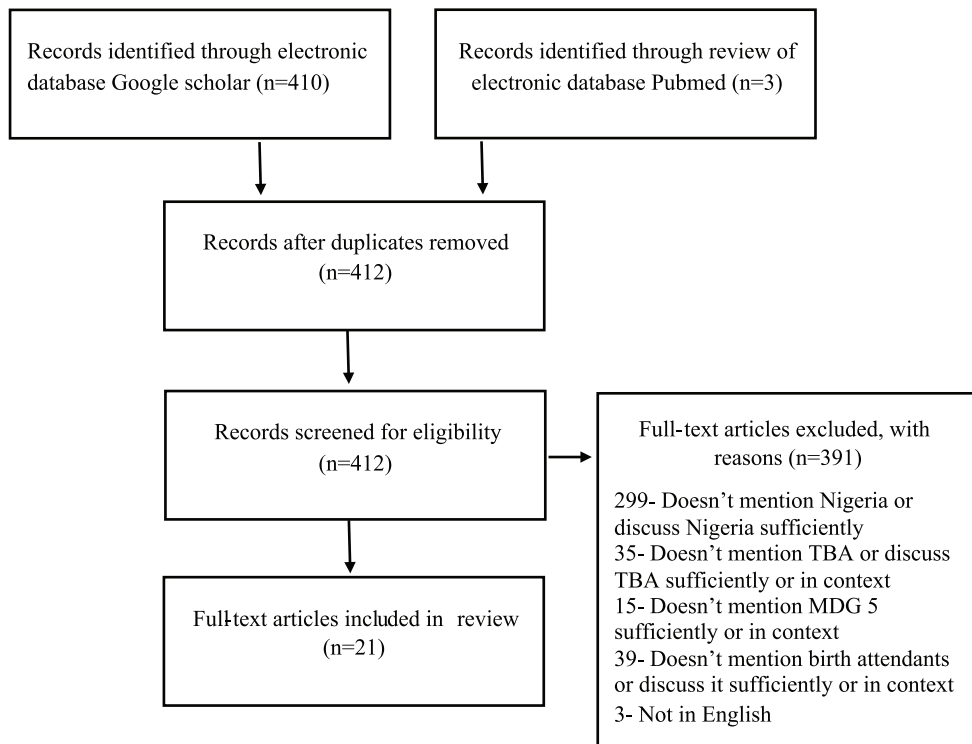 Records identified through electronic
database Google scholar (n=410)
Records identified through review of
electronic database Pubmed (n=3)
Records after duplicates removed
(n=412)
Records screened for eligibility
(n=412)
Full-text articles excluded, with
reasons (n=391)
299- Doesn’t mention Nigeria or
discuss Nigeria sufficiently
35- Doesn’t mention TBA or discuss
TBA sufficiently or in context
15- Doesn’t mention MDG 5
sufficiently or in context
39- Doesn’t mention birth attendants
or discuss it sufficiently or in context
3- Not in English
Full-text articles included in review
(n=21)